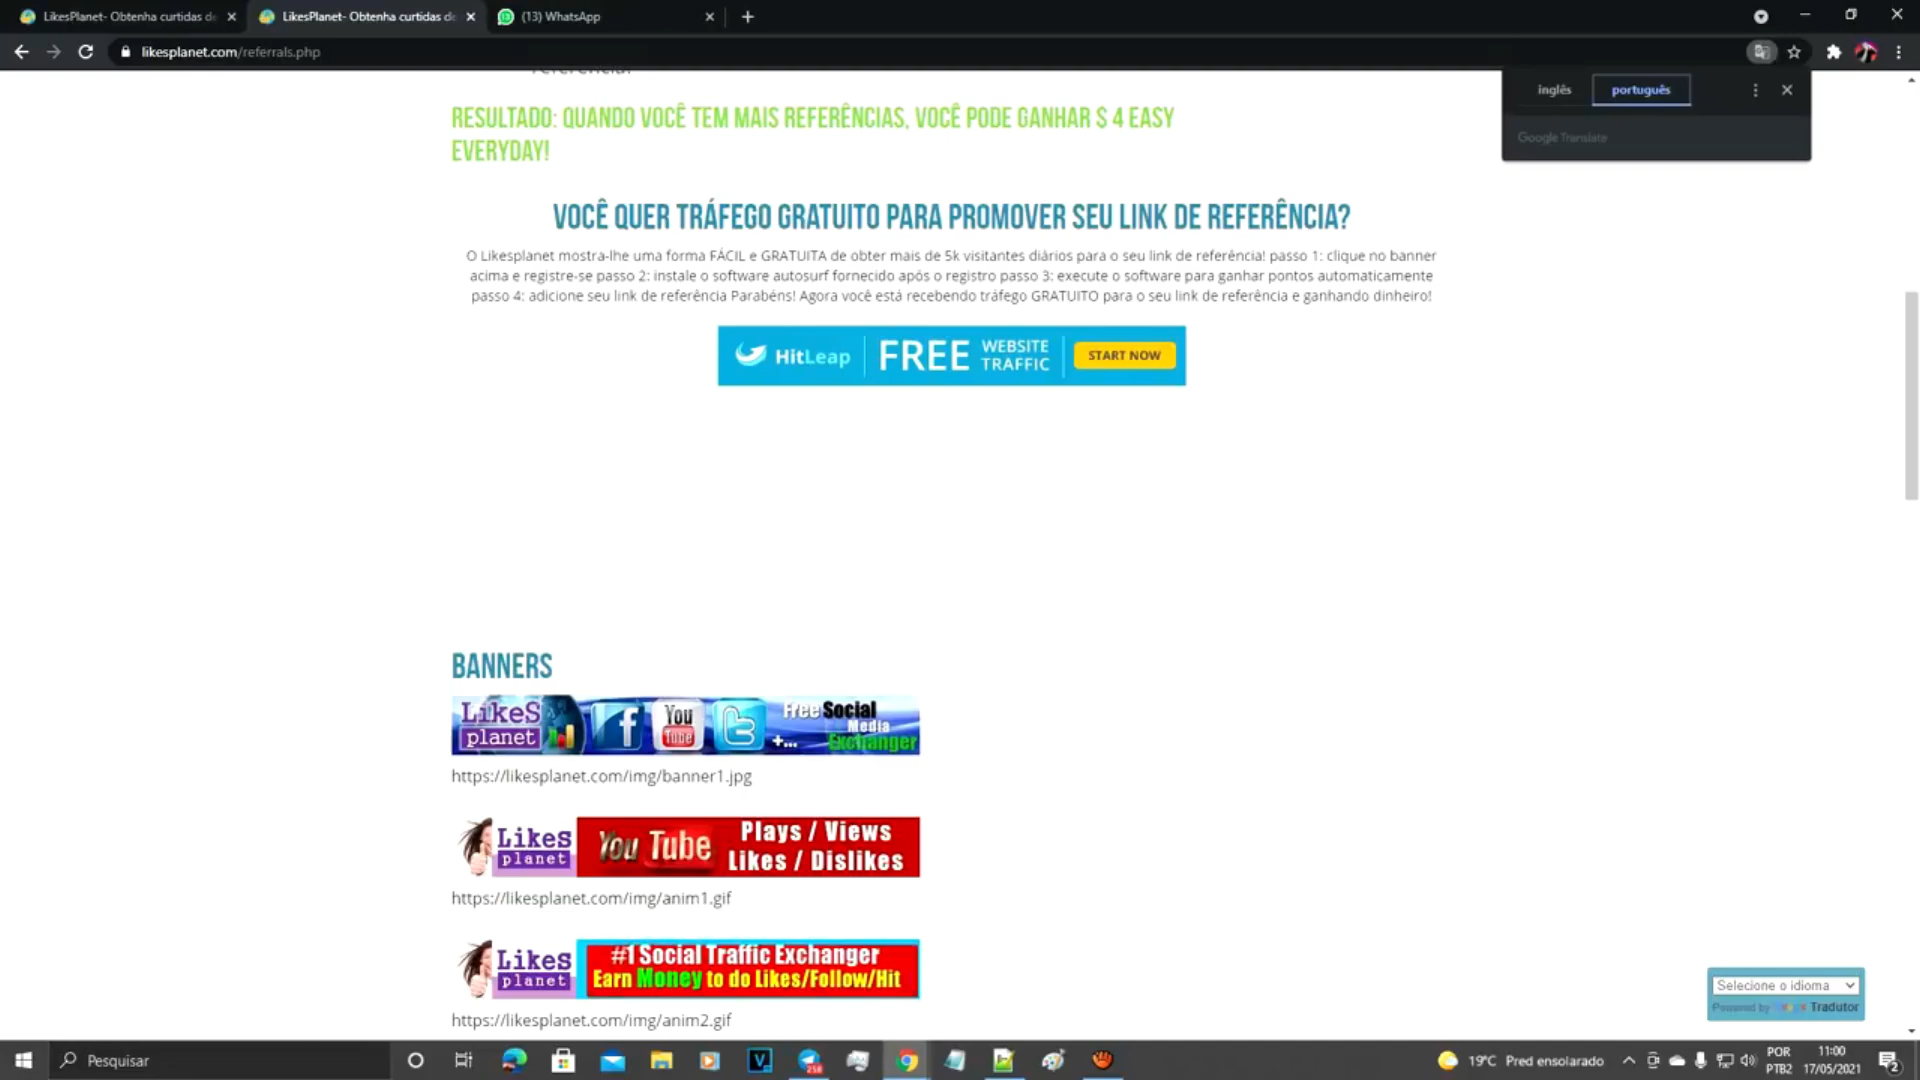 LikesPlanet- Obtenha curtidas de
LikesPlanet- Obtenha curtidas de
(13) WhatsApp
likesplanet.com/referrals.php
inglês
português
Google Translate
RESULTADO: QUANDO VOCÊ TEM MAIS REFERÊNCIAS, VOCÊ PODE GANHAR $ 4 EASY
EVERYDAY!
VOCÊ QUER TRÁFEGO GRATUITO PARA PROMOVER SEU LINK DE REFERÊNCIA?
O Likesplanet mostra-lhe uma forma FÁCIL e GRATUITA de obter mais de 5k visitantes diários para o seu link de referência! passo 1: clique no banner
acima e registre-se passo 2: instale o software autosurf fornecido após o registro passo 3: execute o software para ganhar pontos automaticamente
passo 4: adicione seu link de referência Parabéns! Agora você está recebendo tráfego GRATUITO para o seu link de referência e ganhando dinheiro!
HitLeap
FREE
WEBSITE
TRAFFIC
START NOW
BANNERS
LikeS
planet
f
You
Tube
+...
Free Social
Media
Exchanger
https://likesplanet.com/img/banner1.jpg
LikeS
planet
You Tube
Plays / Views
Likes / Dislikes
https://likesplanet.com/img/anim1.gif
LikeS
planet
#1 Social Traffic Exchanger
Earn Money to do Likes/Follow/Hit
https://likesplanet.com/img/anim2.gif
Selecione o idioma
Powered by Tradutor
Pesquisar
V
258
19°C Pred ensolarado
POR
PTB2
11:00
17/05/2021
2